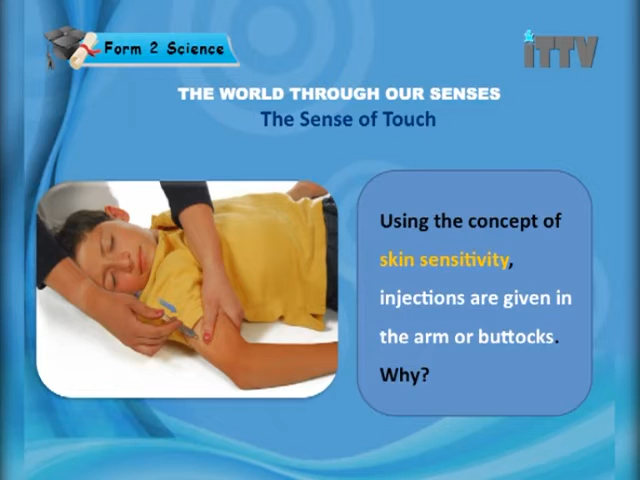 Form 2 Science
iTTV
THE WORLD THROUGH OUR SENSES
The Sense of Touch
Using the concept of
skin sensitivity,
injections are given in
the arm or buttocks.
Why?